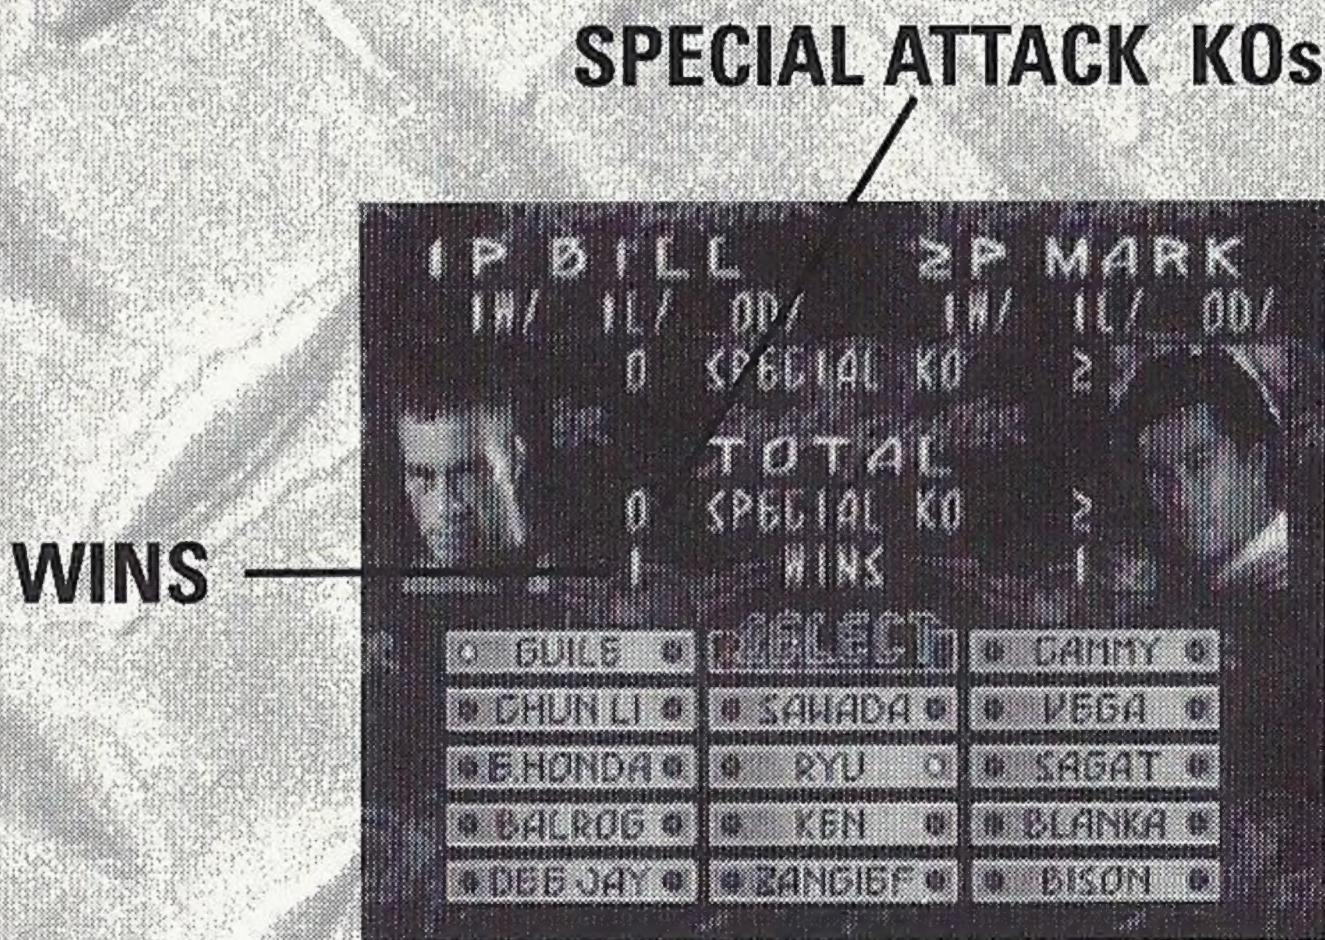 SPECIAL ATTACK KOs
1P BILL 2P MARK
1W/ 1L/ 0D/ 1W/ 1L/ 0D/
0 SPECIAL KO 2
TOTAL
0 SPECIAL KO 2
WINS
1 WINS 1
GUILE SELECT CAMMY
CHUN LI SAWADA VEGA
E.HONDA RYU SAGAT
BALROG KEN BLANKA
DEE JAY ZANGIEF BISON